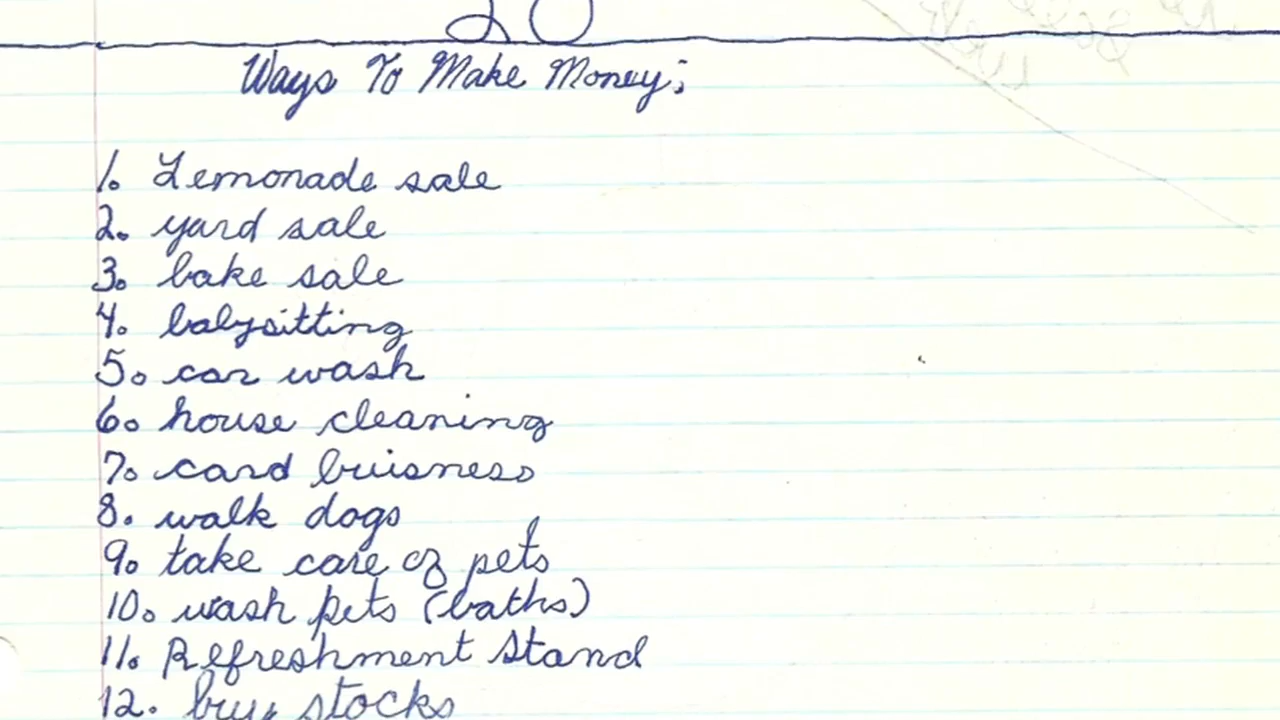 20
Ways To Make Money;
1. Lemonade sale
2. yard sale
3. bake sale
4. babysitting
5. car wash
6. house cleaning
7. card buisness
8. walk dogs
9. take care of pets
10. wash pets (baths)
11. Refreshment Stand
12. buy stocks